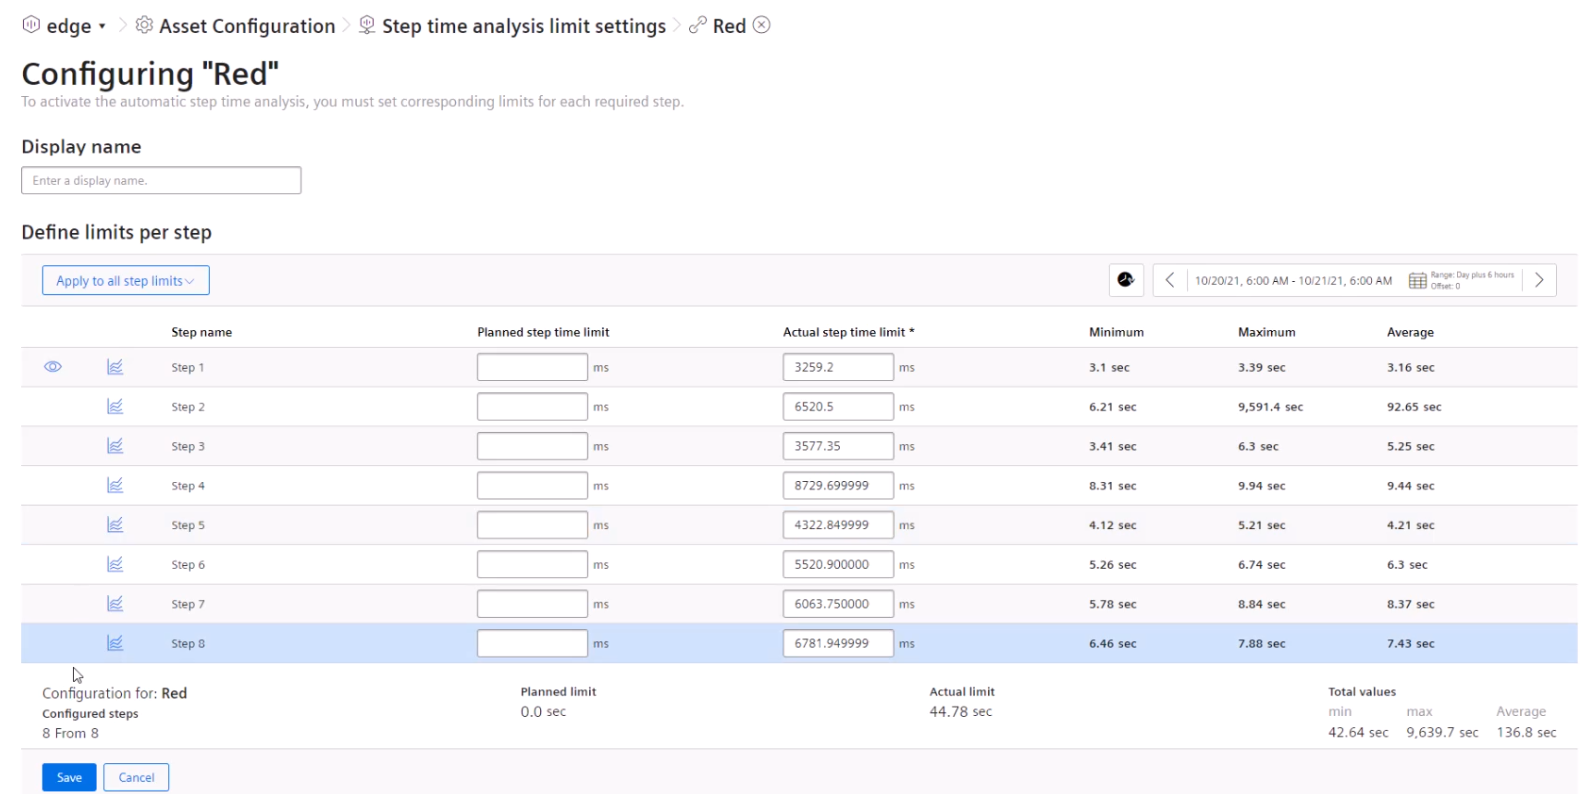 edge Asset Configuration Step time analysis limit settings Red
Configuring "Red"
To activate the automatic step time analysis, you must set corresponding limits for each required step.
Display name
Enter a display name.
Define limits per step
Apply to all step limits 10/20/21, 6:00 AM - 10/21/21, 6:00 AM Range: Day plus 6 hours
Offset: 0
Step name Planned step time limit Actual step time limit * Minimum Maximum Average
Step 1 ms 3259.2 ms 3.1 sec 3.39 sec 3.16 sec
Step 2 ms 6520.5 ms 6.21 sec 9,591.4 sec 92.65 sec
Step 3 ms 3577.35 ms 3.41 sec 6.3 sec 5.25 sec
Step 4 ms 8729.699999 ms 8.31 sec 9.94 sec 9.44 sec
Step 5 ms 4322.849999 ms 4.12 sec 5.21 sec 4.21 sec
Step 6 ms 5520.900000 ms 5.26 sec 6.74 sec 6.3 sec
Step 7 ms 6063.750000 ms 5.78 sec 8.84 sec 8.37 sec
Step 8 ms 6781.949999 ms 6.46 sec 7.88 sec 7.43 sec
Configuration for: Red Planned limit Actual limit Total values
Configured steps 0.0 sec 44.78 sec min max Average
8 From 8 42.64 sec 9,639.7 sec 136.8 sec
Save Cancel